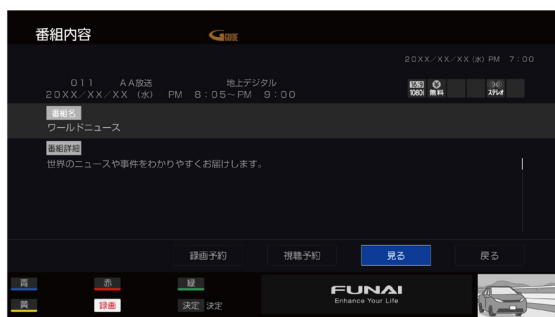 番組内容
G GUIDE
20XX/XX/XX (水) PM 7:00
011 AA放送 地上デジタル
20XX/XX/XX (水) PM 8:05~PM 9:00
16:9 1080i 無料 ステレオ
番組名
ワールドニュース
番組詳細
世界のニュースや事件をわかりやすくお届けします。
録画予約 視聴予約 見る 戻る
青 赤 緑
黄 録画 決定 決定
FUNAI
Enhance Your Life